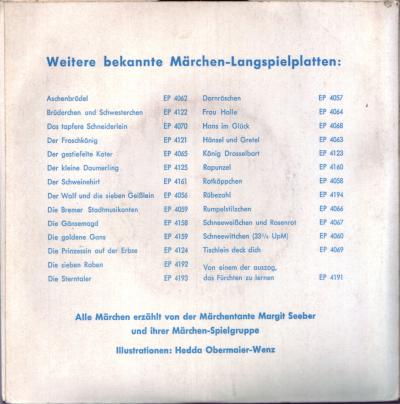 Weitere bekannte Märchen-Langspielplatten:
Aschenbrüdel EP 4062
Brüderchen und Schwesterchen EP 4122
Das tapfere Schneiderlein EP 4070
Der Froschkönig EP 4121
Der gestiefelte Kater EP 4065
Der kleine Daumerling EP 4125
Der Schweinehirt EP 4161
Der Wolf und die sieben Geißlein EP 4056
Die Bremer Stadtmusikanten EP 4059
Die Gänsemagd EP 4158
Die goldene Gans EP 4159
Die Prinzessin auf der Erbse EP 4124
Die sieben Raben EP 4192
Die Sterntaler EP 4193
Dornröschen EP 4057
Frau Holle EP 4064
Hans im Glück EP 4068
Hänsel und Gretel EP 4063
König Drosselbart EP 4123
Rapunzel EP 4160
Rotkäppchen EP 4058
Rübezahl EP 4194
Rumpelstilzchen EP 4066
Schneeweißchen und Rosenrot EP 4067
Schneewittchen (33⅓ UpM) EP 4060
Tischlein deck dich EP 4069
Von einem der auszog,
das Fürchten zu lernen EP 4191
Alle Märchen erzählt von der Märchentante Margit Seeber
und ihrer Märchen-Spielgruppe
Illustrationen: Hedda Obermaier-Wenz